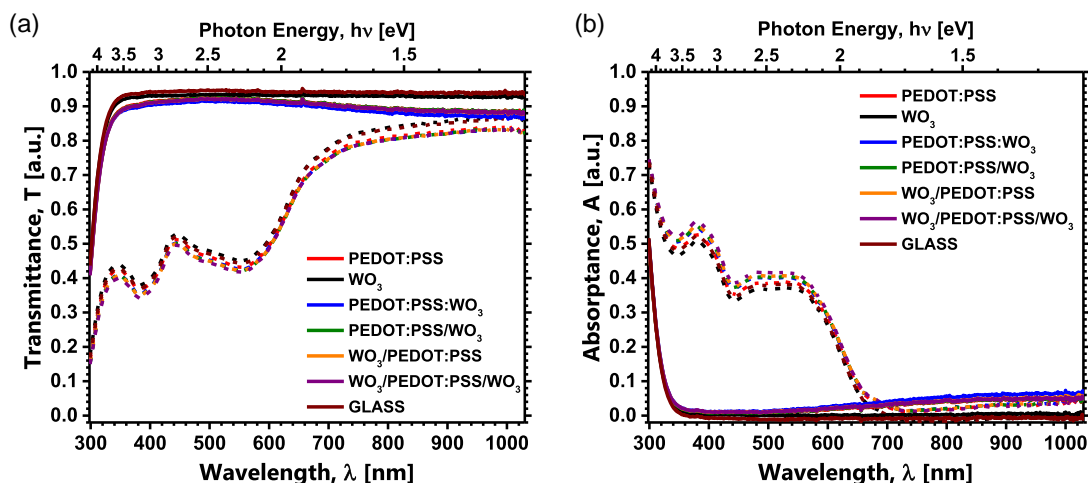 (a)
Photon Energy, hν [eV]
4 3.5 3 2.5 2 1.5
1.0
0.9
0.8
0.7
0.6
0.5
0.4
0.3
0.2
0.1
0.0
Transmittance, T [a.u.]
PEDOT:PSS
WO₃
PEDOT:PSS:WO₃
PEDOT:PSS/WO₃
WO₃/PEDOT:PSS
WO₃/PEDOT:PSS/WO₃
GLASS
300 400 500 600 700 800 900 1000
Wavelength, λ [nm]
(b)
Photon Energy, hν [eV]
4 3.5 3 2.5 2 1.5
1.0
0.9
0.8
0.7
0.6
0.5
0.4
0.3
0.2
0.1
0.0
Absorptance, A [a.u.]
PEDOT:PSS
WO₃
PEDOT:PSS:WO₃
PEDOT:PSS/WO₃
WO₃/PEDOT:PSS
WO₃/PEDOT:PSS/WO₃
GLASS
300 400 500 600 700 800 900 1000
Wavelength, λ [nm]